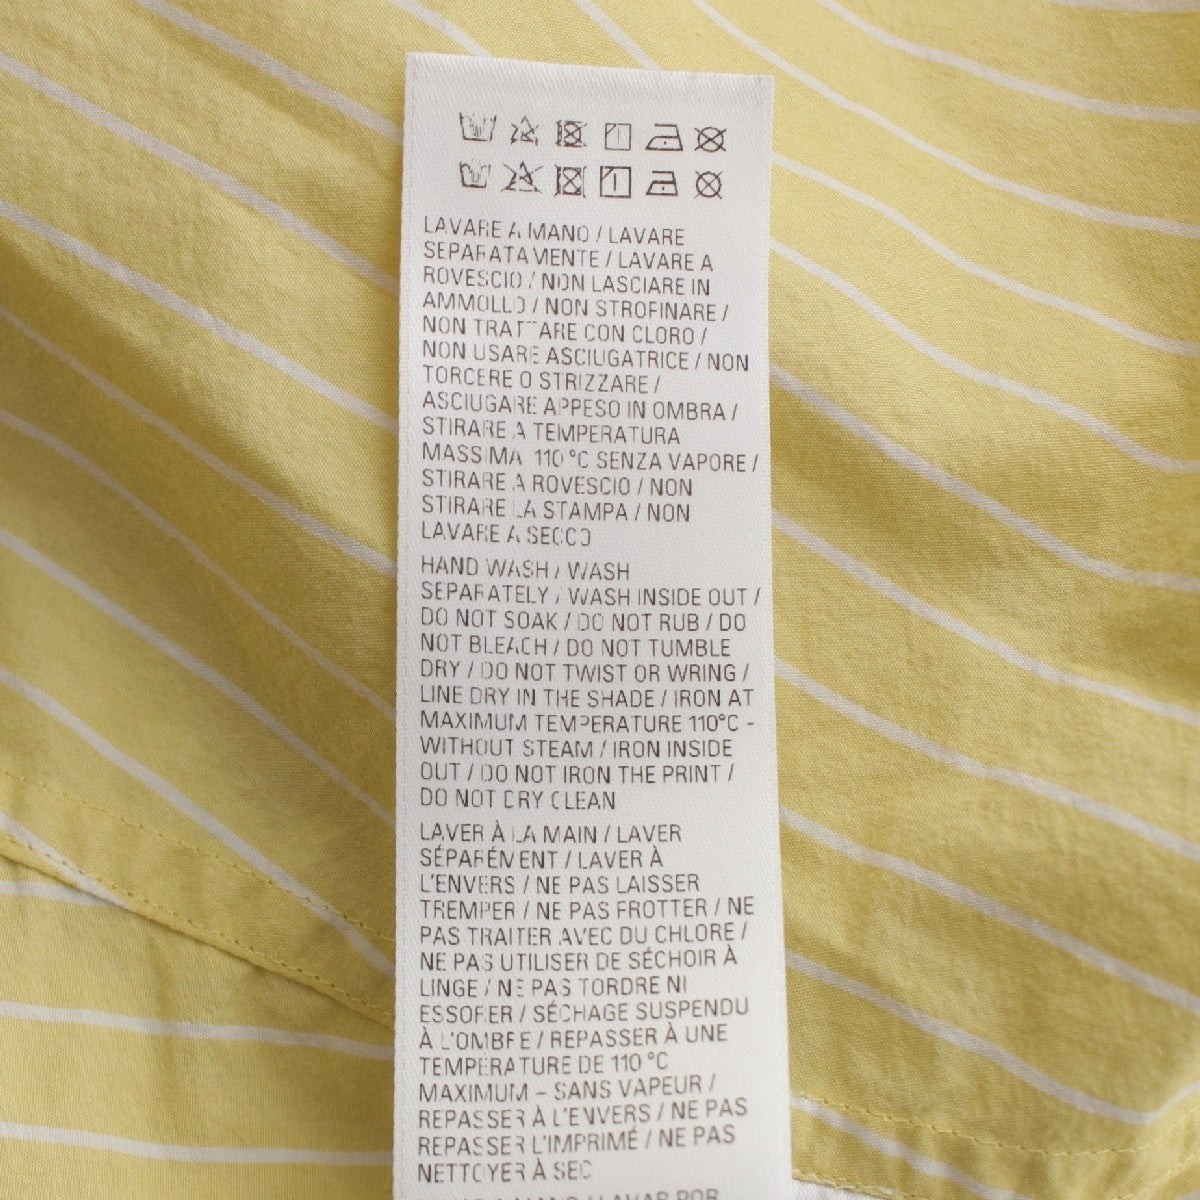 LAVARE A MANO / LAVARE
SEPARATAMENTE / LAVARE A
ROVESCIO / NON LASCIARE IN
AMMOLLO / NON STROFINARE /
NON TRATTARE CON CLORO /
NON USARE ASCIUGATRICE / NON
TORCERE O STRIZZARE /
ASCIUGARE APPESO IN OMBRA /
STIRARE A TEMPERATURA
MASSIMA 110 °C SENZA VAPORE /
STIRARE A ROVESCIO / NON
STIRARE LA STAMPA / NON
LAVARE A SECCO
HAND WASH / WASH
SEPARATELY / WASH INSIDE OUT /
DO NOT SOAK / DO NOT RUB / DO
NOT BLEACH / DO NOT TUMBLE
DRY / DO NOT TWIST OR WRING /
LINE DRY IN THE SHADE / IRON AT
MAXIMUM TEMPERATURE 110°C -
WITHOUT STEAM / IRON INSIDE
OUT / DO NOT IRON THE PRINT /
DO NOT DRY CLEAN
LAVER À LA MAIN / LAVER
SÉPARÉMENT / LAVER À
L'ENVERS / NE PAS LAISSER
TREMPER / NE PAS FROTTER / NE
PAS TRAITER AVEC DU CHLORE /
NE PAS UTILISER DE SÉCHOIR À
LINGE / NE PAS TORDRE NI
ESSORER / SÉCHAGE SUSPENDU
À L'OMBRE / REPASSER À UNE
TEMPÉRATURE DE 110 °C
MAXIMUM – SANS VAPEUR /
REPASSER À L'ENVERS / NE PAS
REPASSER L'IMPRIMÉ / NE PAS
NETTOYER À SEC